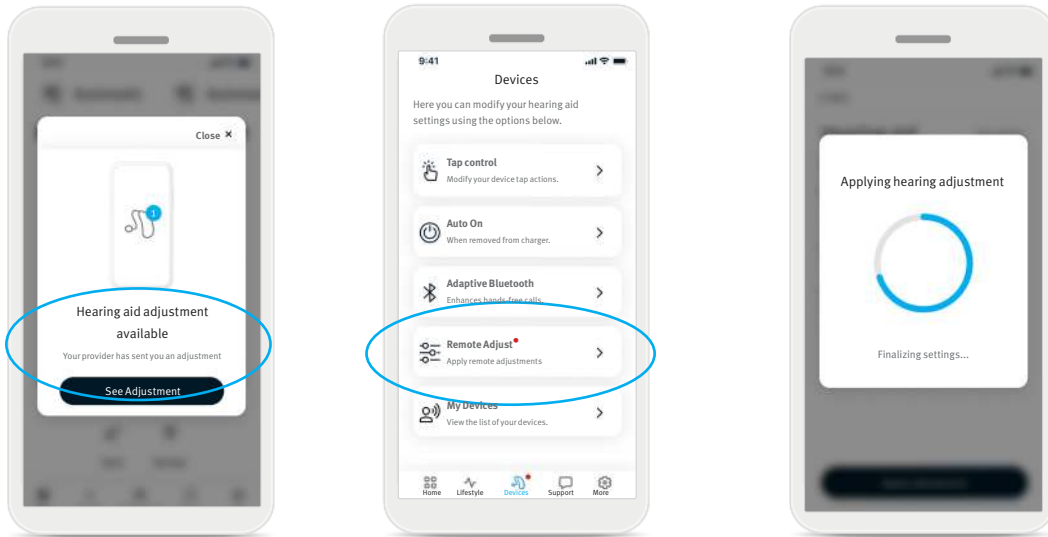 Close ×
1
Hearing aid adjustment
available
Your provider has sent you an adjustment
See Adjustment
9:41
Devices
Here you can modify your hearing aid
settings using the options below.
Tap control
Modify your device tap actions.
Auto On
When removed from charger.
Adaptive Bluetooth
Enhances hands-free calls.
Remote Adjust
Apply remote adjustments
My Devices
View the list of your devices.
Home Lifestyle Devices Support More
Applying hearing adjustment
Finalizing settings...